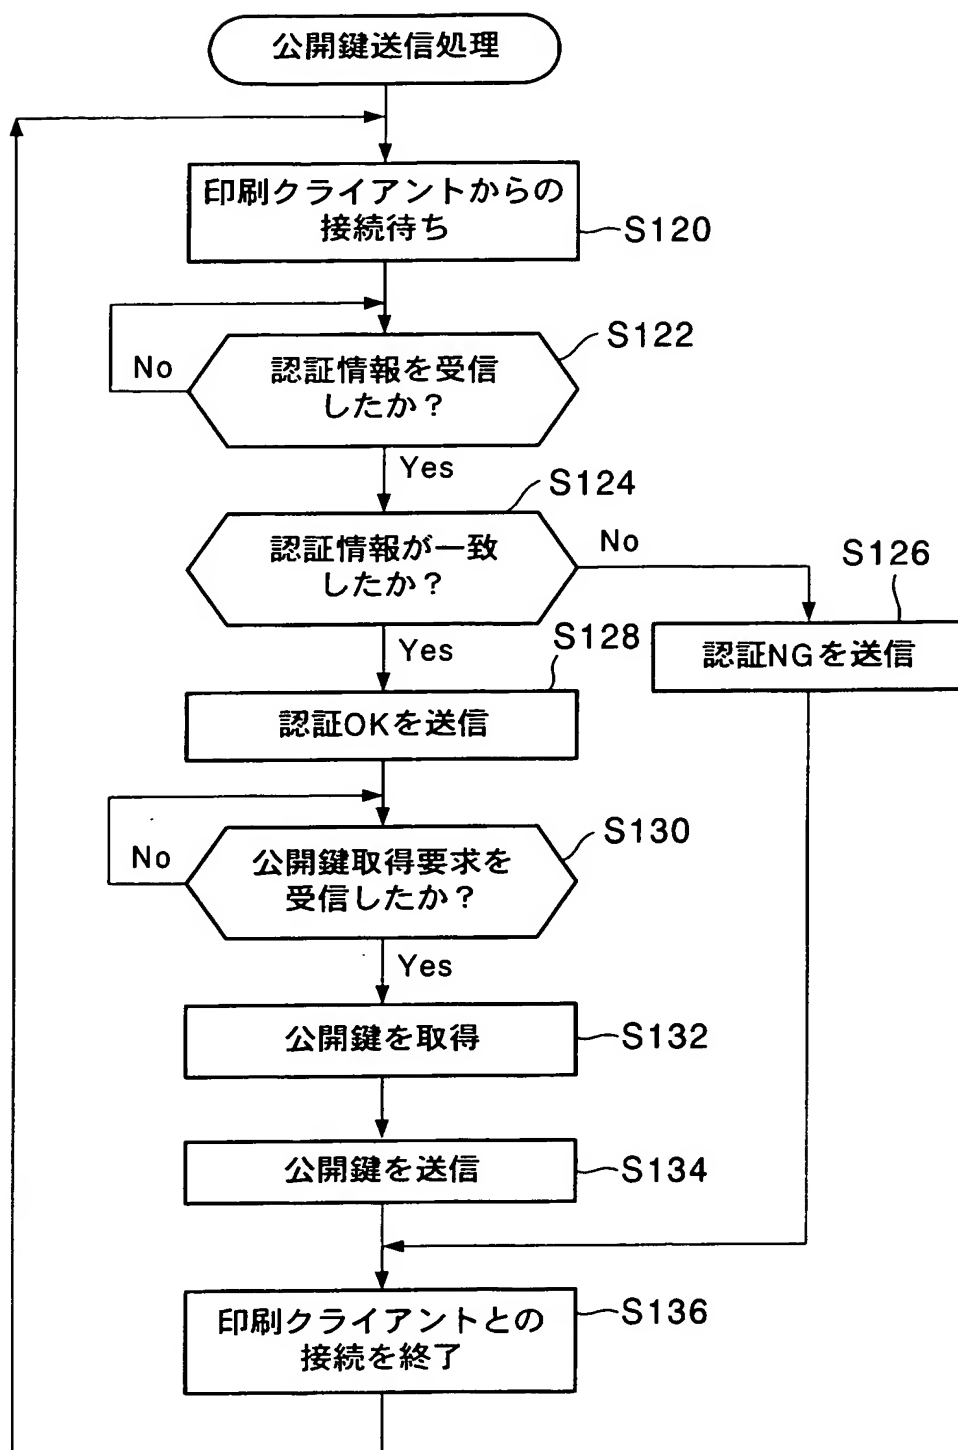 公開鍵送信処理
印刷クライアントからの
接続待ち
S120
S122
認証情報を受信
したか？
No
Yes
S124
認証情報が一致
したか？
No
S126
認証NGを送信
Yes
S128
認証OKを送信
S130
公開鍵取得要求を
受信したか？
No
Yes
公開鍵を取得
S132
公開鍵を送信
S134
印刷クライアントとの
接続を終了
S136